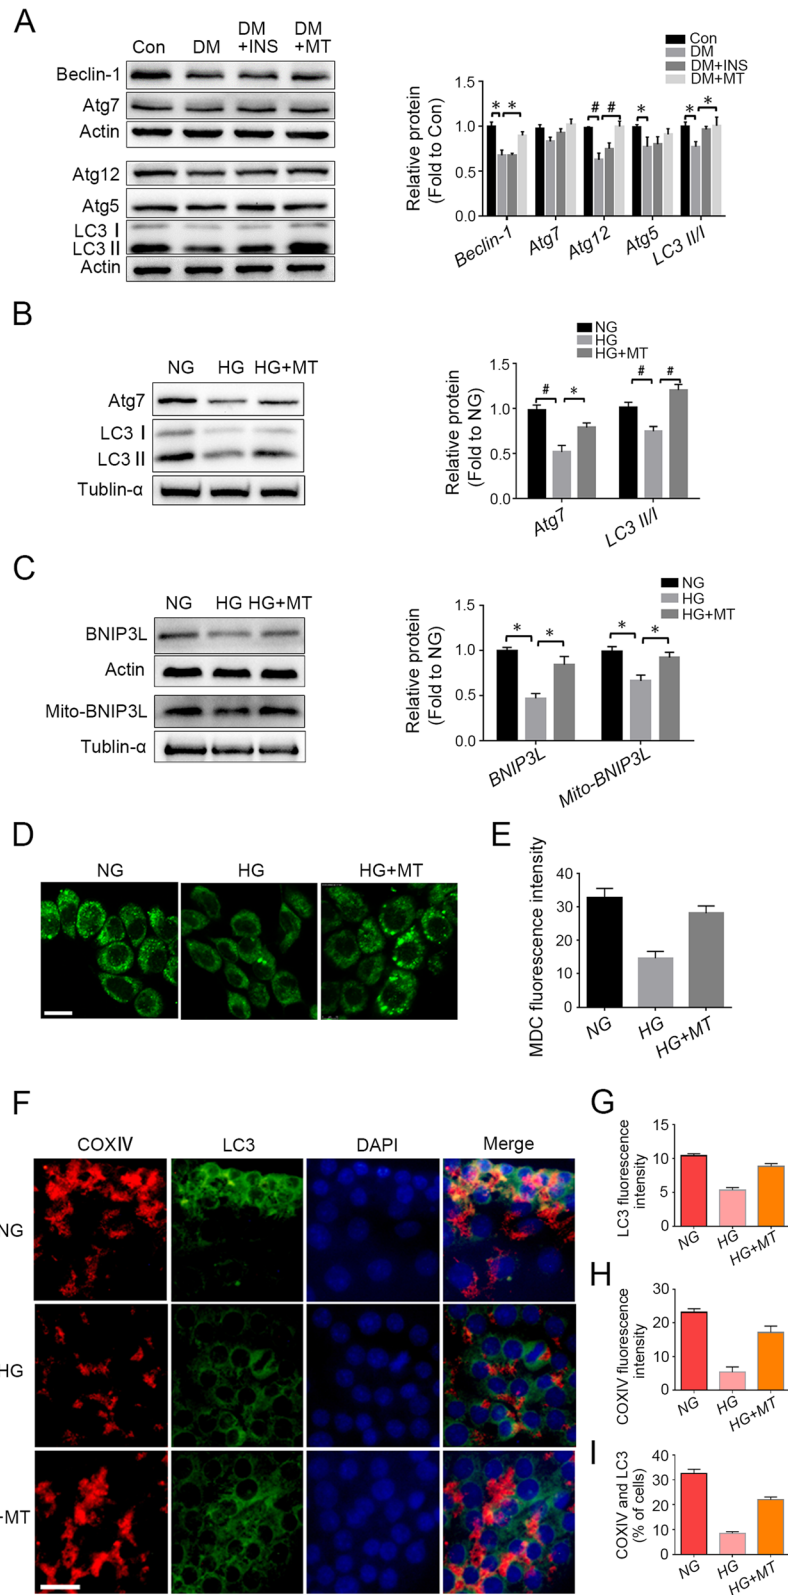 A
Con
DM
DM
+INS
DM
+MT
Beclin-1
Atg7
Actin
Atg12
Atg5
LC3 Ⅰ
LC3 Ⅱ
Actin
Con
DM
DM+INS
DM+MT
Relative protein
(Fold to Con)
1.5
1.0
0.5
0.0
* * # # * * *
Beclin-1
Atg7
Atg12
Atg5
LC3 II/I
B
NG HG HG+MT
Atg7
LC3 Ⅰ
LC3 Ⅱ
Tublin-α
NG
HG
HG+MT
Relative protein
(Fold to NG)
1.5
1.0
0.5
0.0
# * # #
Atg7
LC3 II/I
C
NG HG HG+MT
BNIP3L
Actin
Mito-BNIP3L
Tublin-α
NG
HG
HG+MT
Relative protein
(Fold to NG)
1.5
1.0
0.5
0.0
* * * *
BNIP3L
Mito-BNIP3L
D
NG HG HG+MT
E
MDC fluorescence intensity
40
30
20
10
0
NG
HG
HG+MT
F
COXⅣ LC3 DAPI Merge
NG
HG
MT
G
LC3 fluorescence
intensity
15
10
5
0
NG
HG
HG+MT
H
COXIV fluorescence
intensity
30
20
10
0
NG
HG
HG+MT
I
COXIV and LC3
(% of cells)
40
30
20
10
0
NG
HG
HG+MT